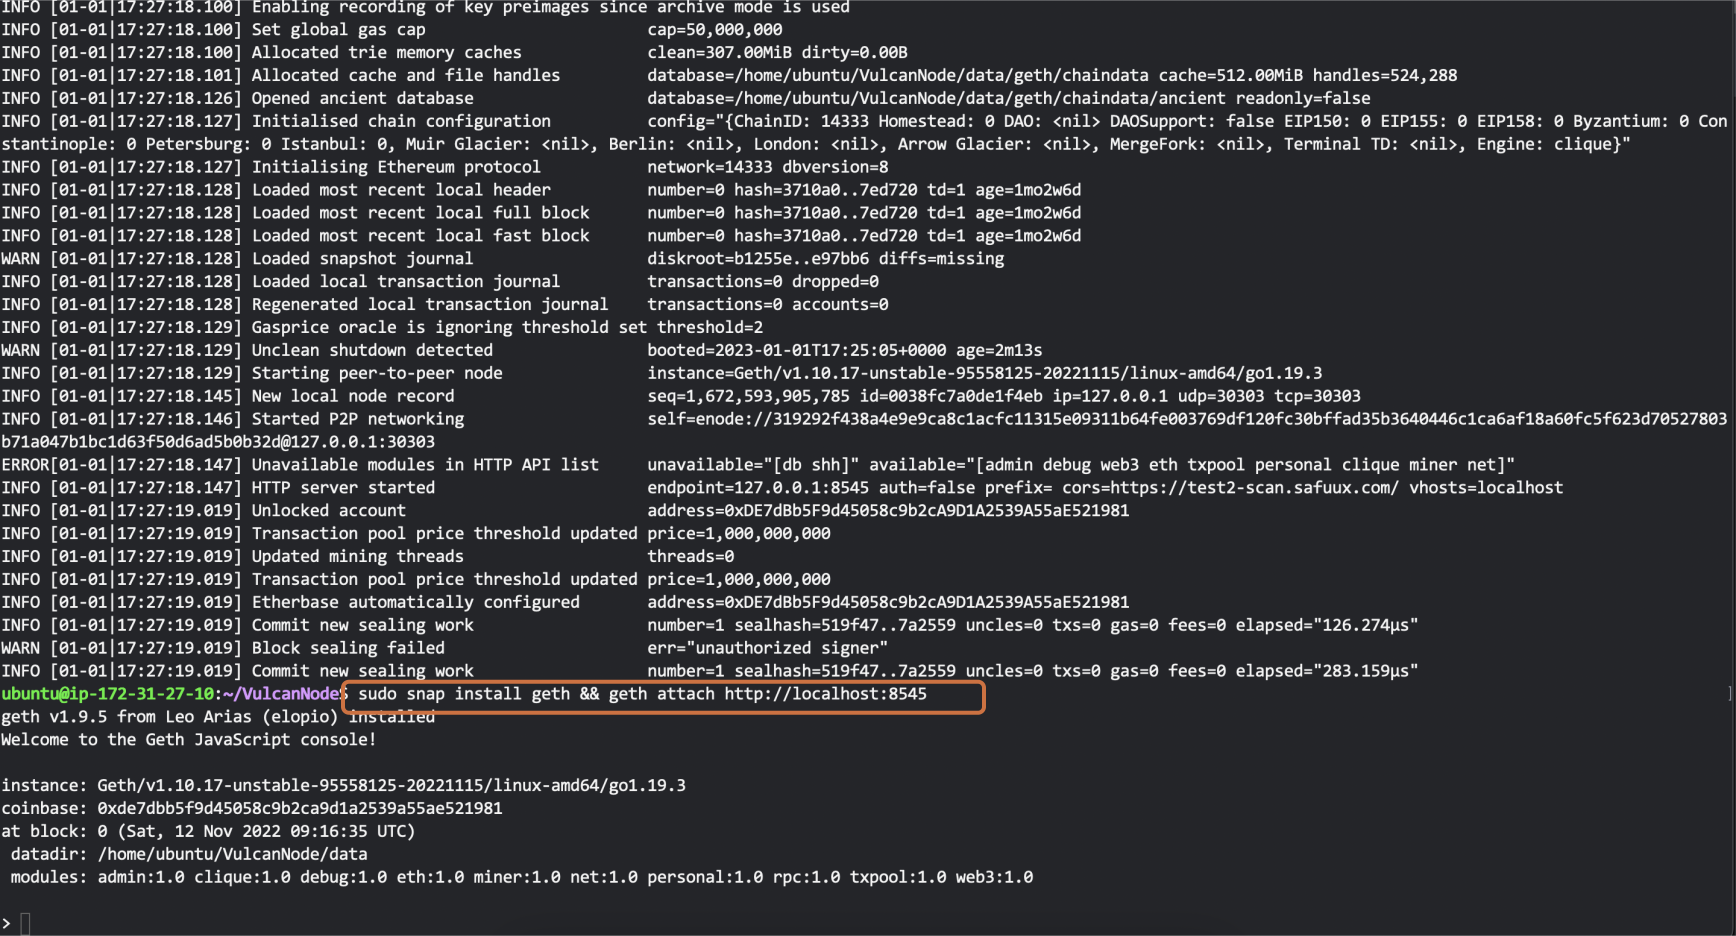 INFO [01-01|17:27:18.100] Enabling recording of key preimages since archive mode is used
INFO [01-01|17:27:18.100] Set global gas cap                       cap=50,000,000
INFO [01-01|17:27:18.100] Allocated trie memory caches             clean=307.00MiB dirty=0.00B
INFO [01-01|17:27:18.101] Allocated cache and file handles         database=/home/ubuntu/VulcanNode/data/geth/chaindata cache=512.00MiB handles=524,288
INFO [01-01|17:27:18.126] Opened ancient database                  database=/home/ubuntu/VulcanNode/data/geth/chaindata/ancient readonly=false
INFO [01-01|17:27:18.127] Initialised chain configuration          config="{ChainID: 14333 Homestead: 0 DAO: <nil> DAOSupport: false EIP150: 0 EIP155: 0 EIP158: 0 Byzantium: 0 Con
stantinople: 0 Petersburg: 0 Istanbul: 0, Muir Glacier: <nil>, Berlin: <nil>, London: <nil>, Arrow Glacier: <nil>, MergeFork: <nil>, Terminal TD: <nil>, Engine: clique}"
INFO [01-01|17:27:18.127] Initialising Ethereum protocol           network=14333 dbversion=8
INFO [01-01|17:27:18.128] Loaded most recent local header          number=0 hash=3710a0..7ed720 td=1 age=1mo2w6d
INFO [01-01|17:27:18.128] Loaded most recent local full block      number=0 hash=3710a0..7ed720 td=1 age=1mo2w6d
INFO [01-01|17:27:18.128] Loaded most recent local fast block      number=0 hash=3710a0..7ed720 td=1 age=1mo2w6d
WARN [01-01|17:27:18.128] Loaded snapshot journal                  diskroot=b1255e..e97bb6 diffs=missing
INFO [01-01|17:27:18.128] Loaded local transaction journal         transactions=0 dropped=0
INFO [01-01|17:27:18.128] Regenerated local transaction journal    transactions=0 accounts=0
INFO [01-01|17:27:18.129] Gasprice oracle is ignoring threshold set threshold=2
WARN [01-01|17:27:18.129] Unclean shutdown detected                booted=2023-01-01T17:25:05+0000 age=2m13s
INFO [01-01|17:27:18.129] Starting peer-to-peer node               instance=Geth/v1.10.17-unstable-95558125-20221115/linux-amd64/go1.19.3
INFO [01-01|17:27:18.145] New local node record                    seq=1,672,593,905,785 id=0038fc7a0de1f4eb ip=127.0.0.1 udp=30303 tcp=30303
INFO [01-01|17:27:18.146] Started P2P networking                   self=enode://319292f438a4e9e9ca8c1acfc11315e09311b64fe003769df120fc30bffad35b3640446c1ca6af18a60fc5f623d70527803
b71a047b1bc1d63f50d6ad5b0b32d@127.0.0.1:30303
ERROR[01-01|17:27:18.147] Unavailable modules in HTTP API list     unavailable="[db shh]" available="[admin debug web3 eth txpool personal clique miner net]"
INFO [01-01|17:27:18.147] HTTP server started                      endpoint=127.0.0.1:8545 auth=false prefix= cors=https://test2-scan.safuux.com/ vhosts=localhost
INFO [01-01|17:27:19.019] Unlocked account                         address=0xDE7dBb5F9d45058c9b2cA9D1A2539A55aE521981
INFO [01-01|17:27:19.019] Transaction pool price threshold updated price=1,000,000,000
INFO [01-01|17:27:19.019] Updated mining threads                   threads=0
INFO [01-01|17:27:19.019] Transaction pool price threshold updated price=1,000,000,000
INFO [01-01|17:27:19.019] Etherbase automatically configured       address=0xDE7dBb5F9d45058c9b2cA9D1A2539A55aE521981
INFO [01-01|17:27:19.019] Commit new sealing work                  number=1 sealhash=519f47..7a2559 uncles=0 txs=0 gas=0 fees=0 elapsed="126.274µs"
WARN [01-01|17:27:19.019] Block sealing failed                     err="unauthorized signer"
INFO [01-01|17:27:19.019] Commit new sealing work                  number=1 sealhash=519f47..7a2559 uncles=0 txs=0 gas=0 fees=0 elapsed="283.159µs"
ubuntu@ip-172-31-27-10:~/VulcanNode$ sudo snap install geth && geth attach http://localhost:8545
geth v1.9.5 from Leo Arias (elopio) installed
Welcome to the Geth JavaScript console!

instance: Geth/v1.10.17-unstable-95558125-20221115/linux-amd64/go1.19.3
coinbase: 0xde7dbb5f9d45058c9b2ca9d1a2539a55ae521981
at block: 0 (Sat, 12 Nov 2022 09:16:35 UTC)
 datadir: /home/ubuntu/VulcanNode/data
 modules: admin:1.0 clique:1.0 debug:1.0 eth:1.0 miner:1.0 net:1.0 personal:1.0 rpc:1.0 txpool:1.0 web3:1.0

>